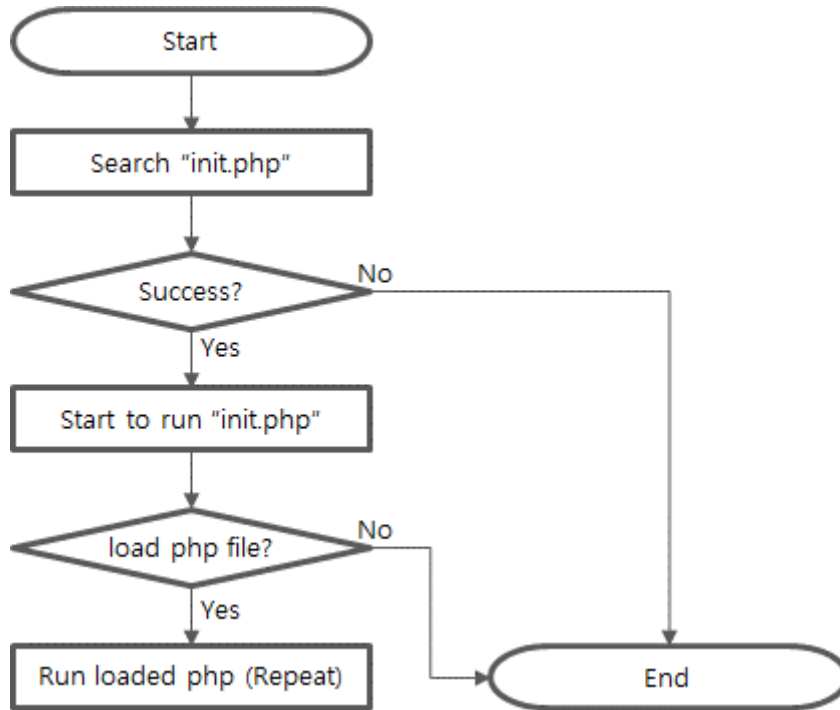 Start
Search “init.php”
Success?
No
Yes
Start to run “init.php”
load php file?
No
Yes
Run loaded php (Repeat)
End